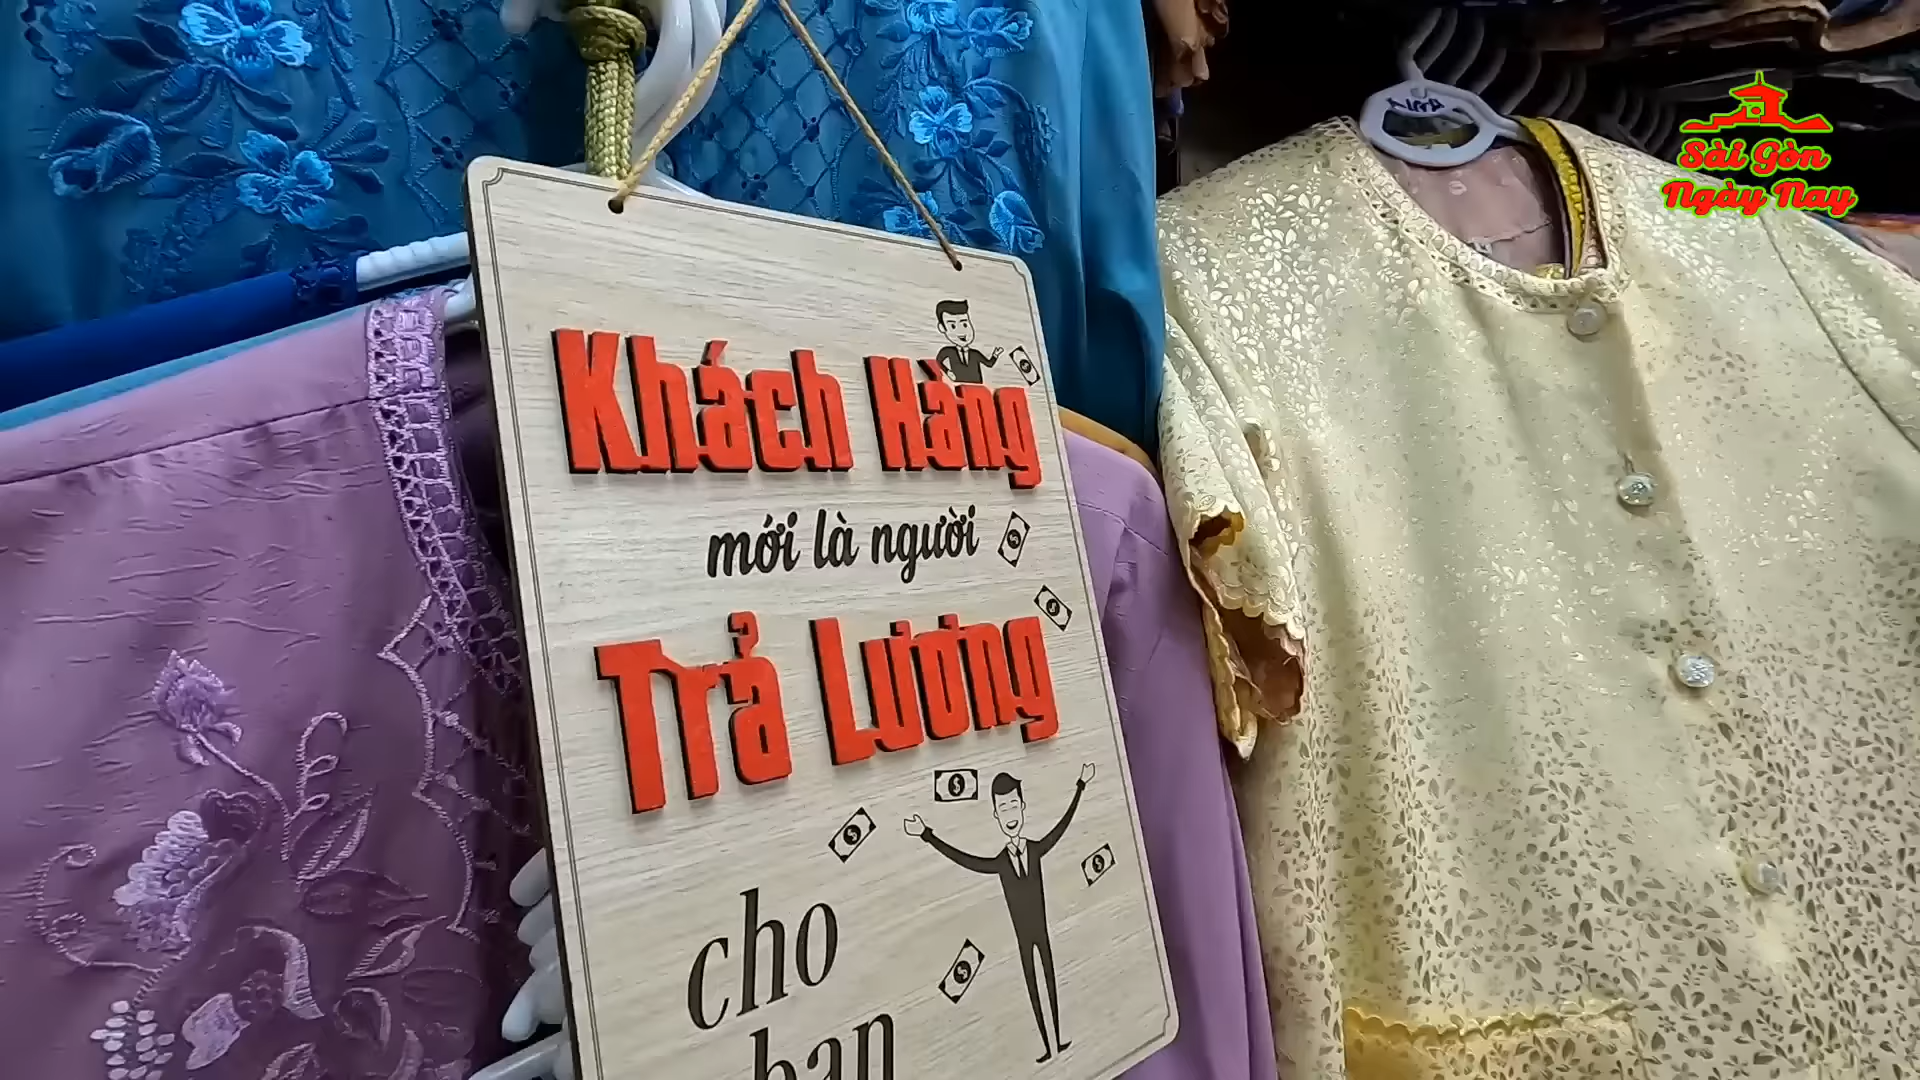 Sài Gòn
Ngày Nay
Khách Hàng
mới là người
Trả Lương
cho